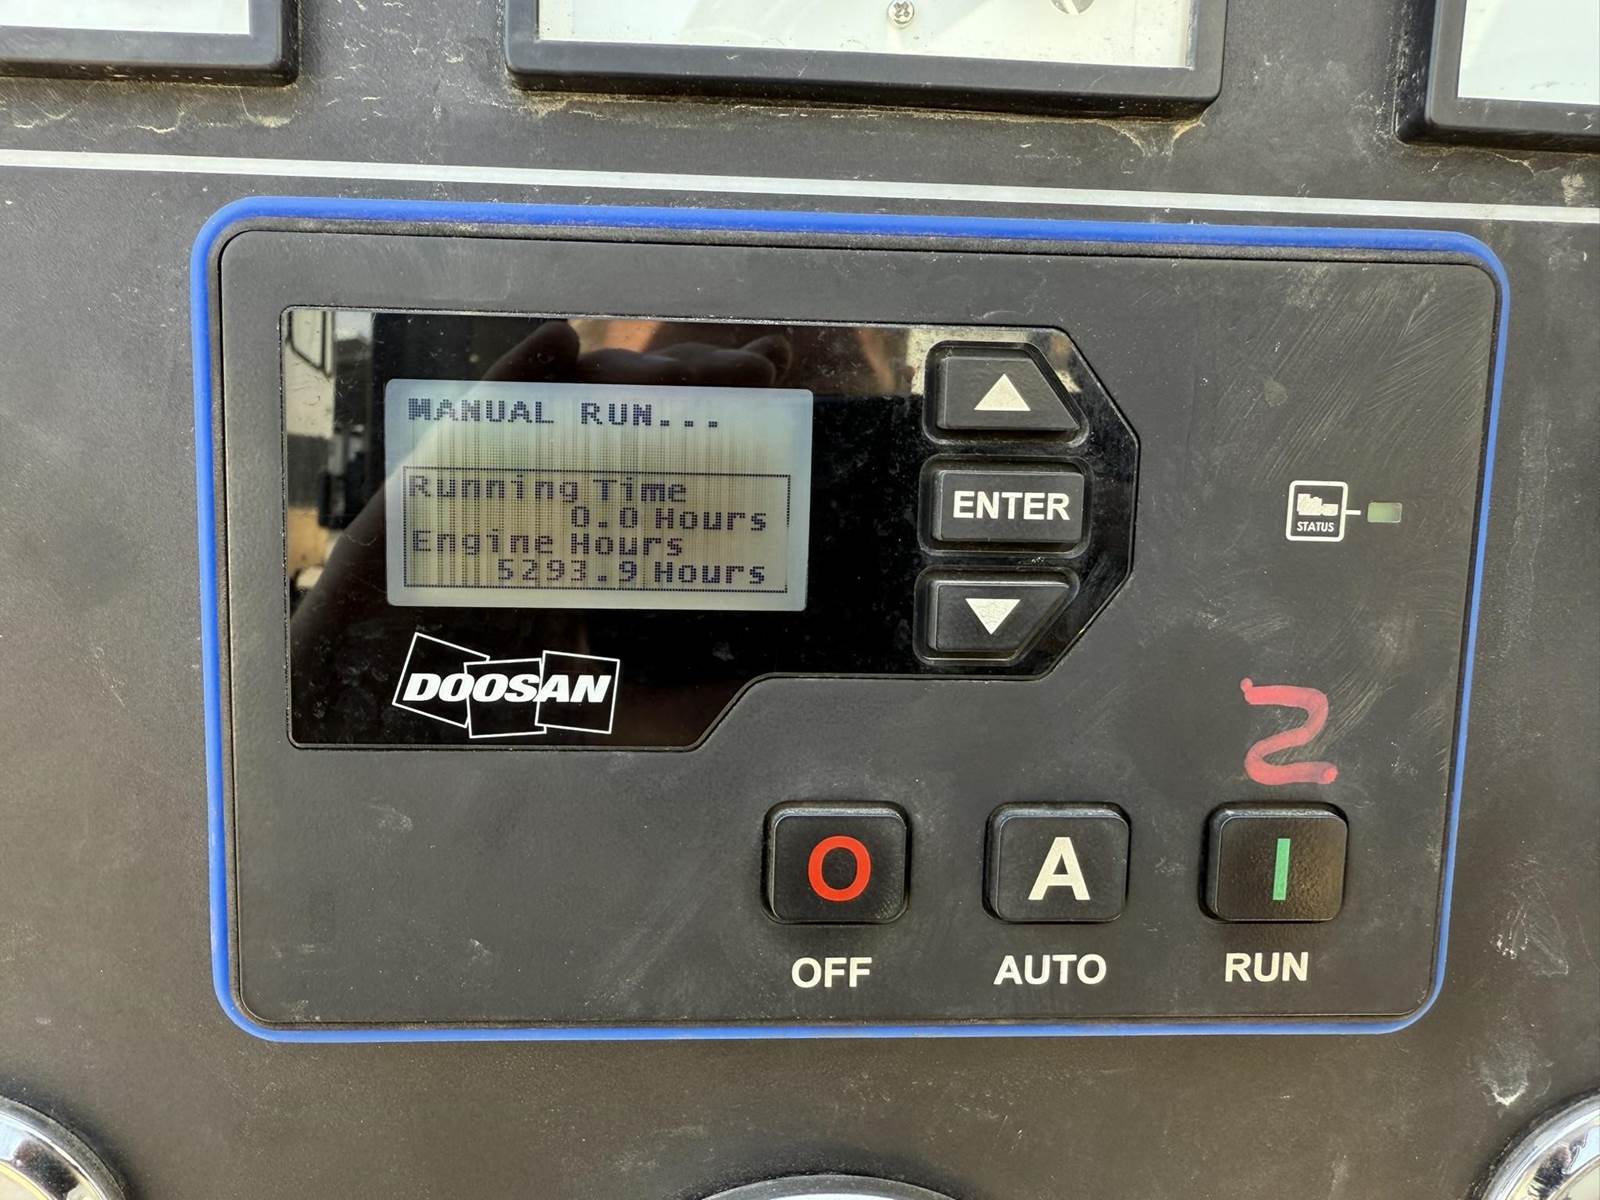 MANUAL RUN...
Running Time
0.0 Hours
Engine Hours
5293.9 Hours
ENTER
STATUS
DOOSAN
2
O
A
I
OFF
AUTO
RUN